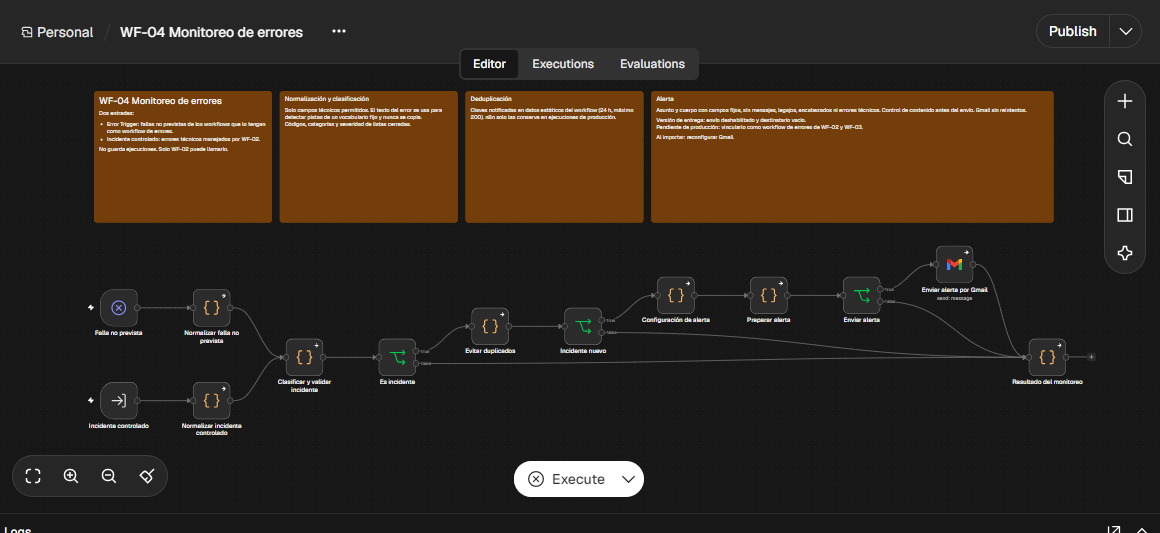 Personal / WF-04 Monitoreo de errores ...
Publish
Editor Executions Evaluations
WF-04 Monitoreo de errores
Dos entradas:
Error Trigger: fallas no previstas de los workflows que lo tengan
como workflow de errores.
Incidente controlado: errores técnicos manejados por WF-02.
No guarda ejecuciones. Solo WF-02 puede llamarlo.
Normalización y clasificación
Solo campos técnicos permitidos. El texto del error se usa para
detectar pistas de un vocabulario fijo y nunca se copia.
Códigos, categorías y severidad de listas cerradas.
Deduplicación
Claves notificadas en datos estáticos del workflow (24 h, máximo
200). n8n solo las conserva en ejecuciones de producción.
Alerta
Asunto y cuerpo con campos fijos, sin mensajes, legajos, encabezados ni errores técnicos. Control de contenido antes del envío. Gmail sin reintentos.
Versión de entrega: envío deshabilitado y destinatario vacío.
Pendiente de producción: vincularlo como workflow de errores de WF-02 y WF-03.
Al importar: reconfigurar Gmail.
Enviar alerta por Gmail
send: message
true
false
Configuración de alerta
Preparar alerta
Enviar alerta
Falla no prevista
Normalizar falla no
prevista
true
false
Evitar duplicados
Incidente nuevo
true
false
Clasificar y validar
incidente
Es incidente
Resultado del monitoreo
Incidente controlado
Normalizar incidente
controlado
Execute
Logs